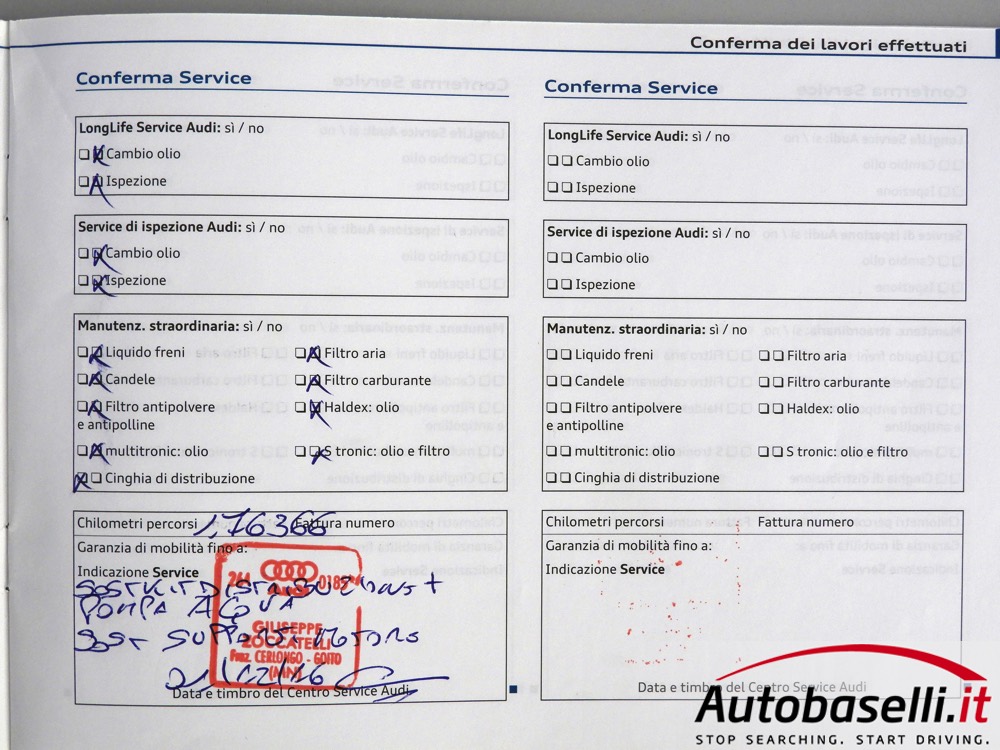 Conferma dei lavori effettuati
Conferma Service
LongLife Service Audi: sì / no
Cambio olio
Ispezione
Service di ispezione Audi: sì / no
Cambio olio
Ispezione
Manutenz. straordinaria: sì / no
Liquido freni
Filtro aria
Candele
Filtro carburante
Filtro antipolvere
e antipolline
Haldex: olio
multitronic: olio
S tronic: olio e filtro
Cinghia di distribuzione
Chilometri percorsi 176366 Fattura numero
Garanzia di mobilità fino a:
Indicazione Service
POMPA ACQUA
GIUSEPPE
ZOCCATELLI
Fraz. CERLONGO - GOITO
(MN)
Data e timbro del Centro Service Audi
Conferma Service
LongLife Service Audi: sì / no
Cambio olio
Ispezione
Service di ispezione Audi: sì / no
Cambio olio
Ispezione
Manutenz. straordinaria: sì / no
Liquido freni
Filtro aria
Candele
Filtro carburante
Filtro antipolvere
e antipolline
Haldex: olio
multitronic: olio
S tronic: olio e filtro
Cinghia di distribuzione
Chilometri percorsi Fattura numero
Garanzia di mobilità fino a:
Indicazione Service
Data e timbro del Centro Service Audi
Autobaselli.it
STOP SEARCHING. START DRIVING.